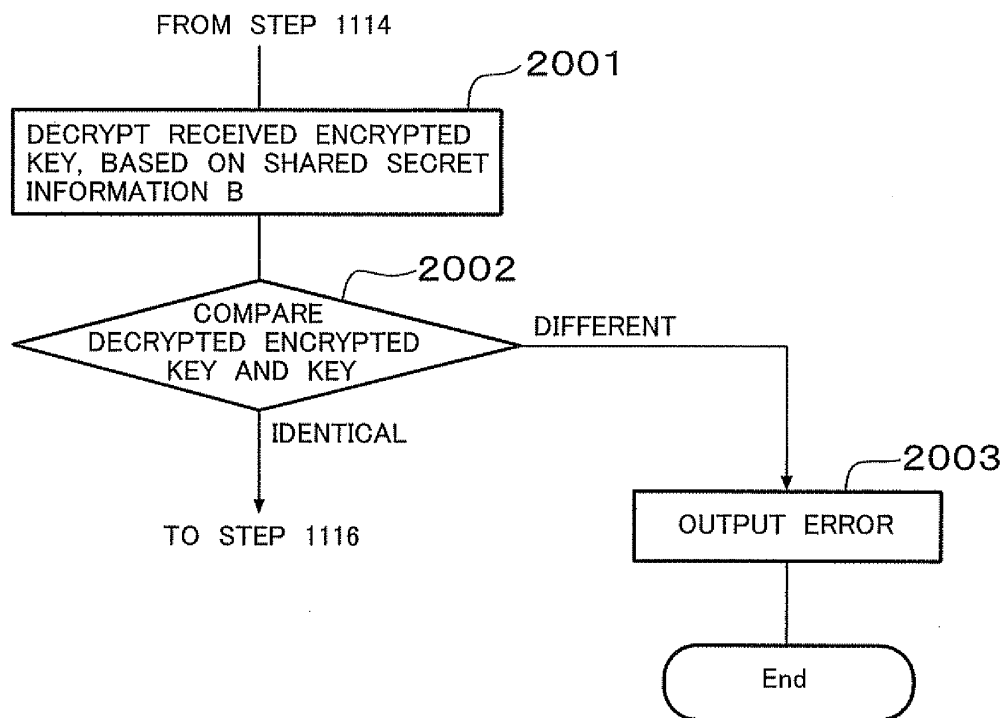 FROM STEP 1114
2001
DECRYPT RECEIVED ENCRYPTED
KEY, BASED ON SHARED SECRET
INFORMATION B
2002
COMPARE
DECRYPTED ENCRYPTED
KEY AND KEY
DIFFERENT
IDENTICAL
TO STEP 1116
2003
OUTPUT ERROR
End